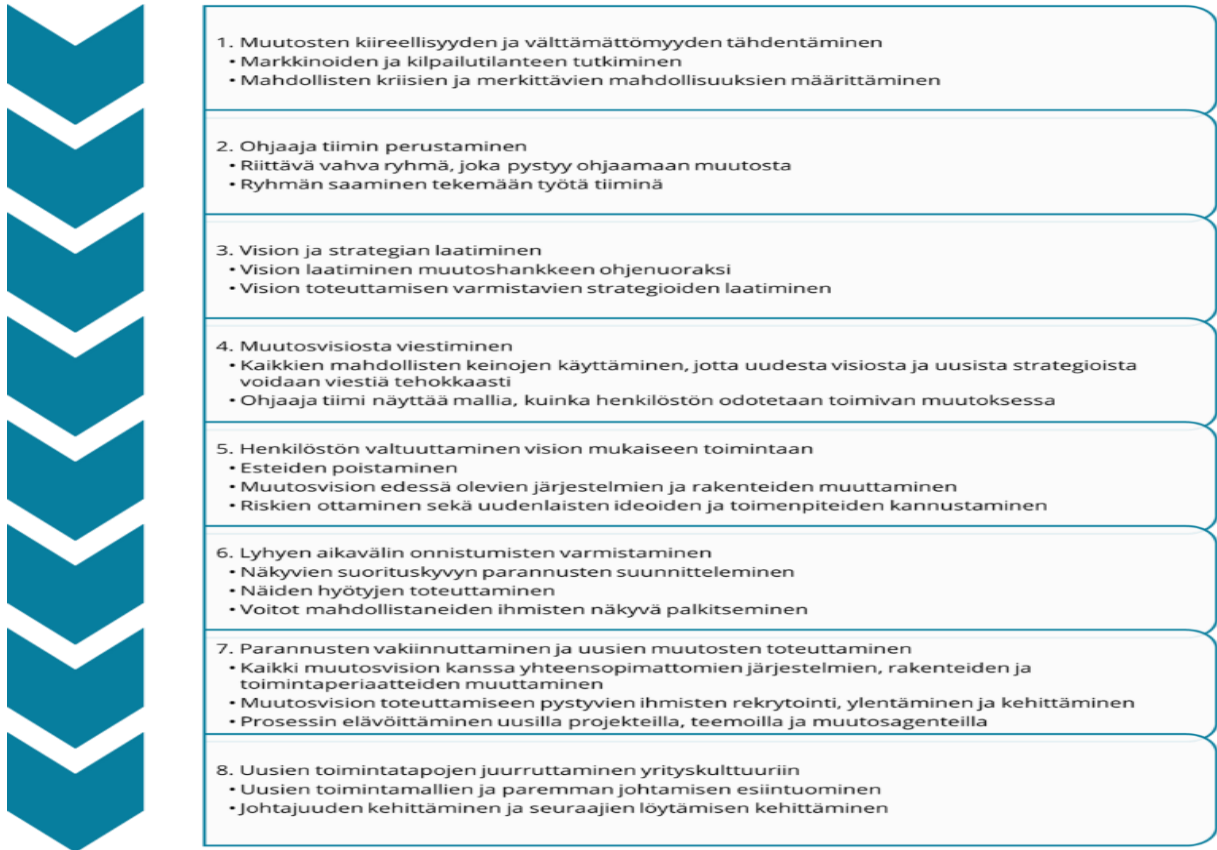 1. Muutosten kiireellisyyden ja välttämättömyyden tähdentäminen
• Markkinoiden ja kilpailutilanteen tutkiminen
• Mahdollisten kriisien ja merkittävien mahdollisuuksien määrittäminen
2. Ohjaaja tiimin perustaminen
• Riittävä vahva ryhmä, joka pystyy ohjaamaan muutosta
• Ryhmän saaminen tekemään työtä tiiminä
3. Vision ja strategian laatiminen
• Vision laatiminen muutoshankkeen ohjenuoraksi
• Vision toteuttamisen varmistavien strategioiden laatiminen
4. Muutosvisiosta viestiminen
• Kaikkien mahdollisten keinojen käyttäminen, jotta uudesta visiosta ja uusista strategioista
voidaan viestiä tehokkaasti
• Ohjaaja tiimi näyttää mallia, kuinka henkilöstön odotetaan toimivan muutoksessa
5. Henkilöstön valtuuttaminen vision mukaiseen toimintaan
• Esteiden poistaminen
• Muutosvision edessä olevien järjestelmien ja rakenteiden muuttaminen
• Riskien ottaminen sekä uudenlaisten ideoiden ja toimenpiteiden kannustaminen
6. Lyhyen aikavälin onnistumisten varmistaminen
• Näkyvien suorituskyvyn parannusten suunnitteleminen
• Näiden hyötyjen toteuttaminen
• Voitot mahdollistaneiden ihmisten näkyvä palkitseminen
7. Parannusten vakiinnuttaminen ja uusien muutosten toteuttaminen
• Kaikki muutosvision kanssa yhteensopimattomien järjestelmien, rakenteiden ja
toimintaperiaatteiden muuttaminen
• Muutosvision toteuttamiseen pystyvien ihmisten rekrytointi, ylentäminen ja kehittäminen
• Prosessin elävöittäminen uusilla projekteilla, teemoilla ja muutosagenteilla
8. Uusien toimintatapojen juurruttaminen yrityskulttuuriin
• Uusien toimintamallien ja paremman johtamisen esiintuominen
• Johtajuuden kehittäminen ja seuraajien löytämisen kehittäminen